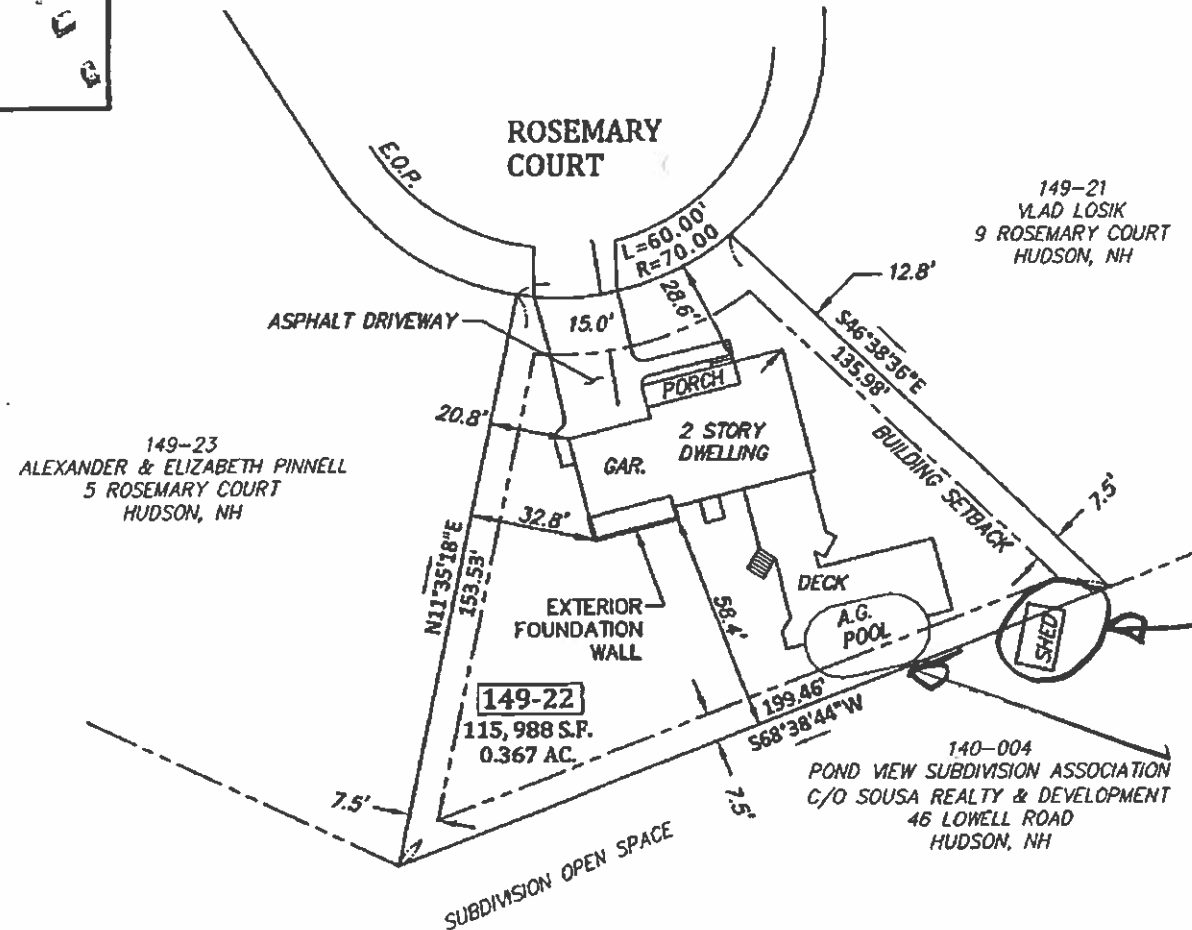 ROSEMARY
COURT
E.O.P.
L=60.00'
R=70.00
149-21
VLAD LOSIK
9 ROSEMARY COURT
HUDSON, NH
12.8'
28.6'
ASPHALT DRIVEWAY
15.0'
S46°38'36"E
135.98'
PORCH
20.8'
2 STORY
DWELLING
GAR.
149-23
ALEXANDER & ELIZABETH PINNELL
5 ROSEMARY COURT
HUDSON, NH
BUILDING SETBACK
7.5'
32.8'
N11°35'18"E
153.53'
DECK
EXTERIOR
FOUNDATION
WALL
58.4'
A.G.
POOL
SHED
149-22
115,988 S.F.
0.367 AC.
199.46'
S68°38'44"W
7.5'
7.5'
140-004
POND VIEW SUBDIVISION ASSOCIATION
C/O SOUSA REALTY & DEVELOPMENT
46 LOWELL ROAD
HUDSON, NH
SUBDIVISION OPEN SPACE